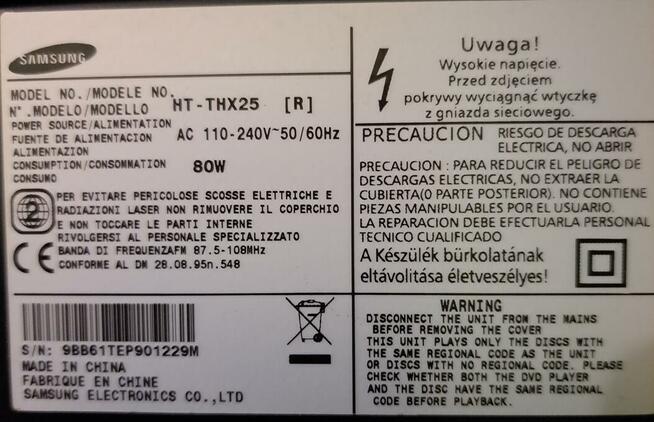 SAMSUNG
MODEL NO./MODELE NO.
N°.MODELO/MODELLO HT-THX25 [R]
POWER SOURCE/ALIMENTATION
FUENTE DE ALIMENTACION AC 110-240V~50/60Hz
ALIMENTAZION
CONSUMPTION/CONSOMMATION 80W
CONSUMO
2
PER EVITARE PERICOLOSE SCOSSE ELETTRICHE E
RADIAZIONI LASER NON RIMUOVERE IL COPERCHIO
E NON TOCCARE LE PARTI INTERNE
RIVOLGERSI AL PERSONALE SPECIALIZZATO
BANDA DI FREQUENZAFM 87.5-108MHz
CONFORME AL DM 28.08.95n.548
CE
S/N: 9BB61TEP901229M
MADE IN CHINA
FABRIQUE EN CHINE
SAMSUNG ELECTRONICS CO.,LTD
Uwaga!
Wysokie napięcie.
Przed zdjęciem
pokrywy wyciągnąć wtyczkę
z gniazda sieciowego.
PRECAUCION RIESGO DE DESCARGA
ELECTRICA, NO ABRIR
PRECAUCION : PARA REDUCIR EL PELIGRO DE
DESCARGAS ELECTRICAS, NO EXTRAER LA
CUBIERTA(O PARTE POSTERIOR). NO CONTIENE
PIEZAS MANIPULABLES POR EL USUARIO.
LA REPARACION DEBE EFECTUARLA PERSONAL
TECNICO CUALIFICADO
A Készülék bürkolatának
eltávolitása életveszélyes!
WARNING
DISCONNECT THE UNIT FROM THE MAINS
BEFORE REMOVING THE COVER
THIS UNIT PLAYS ONLY THE DISCS WITH
THE SAME REGIONAL CODE AS THE UNIT
OR DISCS WITH NO REGIONAL CODE. PLEASE
CHECK WHETHER BOTH THE DVD PLAYER
AND THE DISC HAVE THE SAME REGIONAL
CODE BEFORE PLAYBACK.